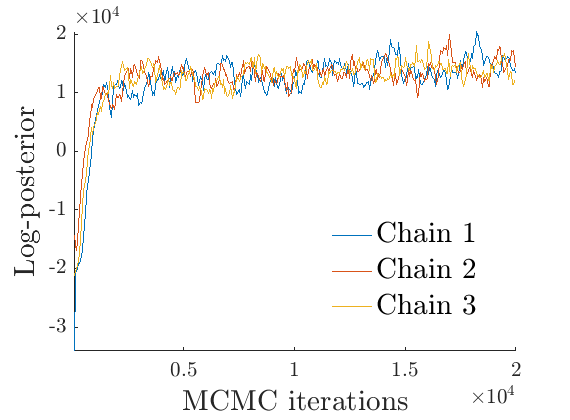 ×10⁴
2
1
0
-1
-2
-3
Log-posterior
Chain 1
Chain 2
Chain 3
0.5 1 1.5 2
×10⁴
MCMC iterations